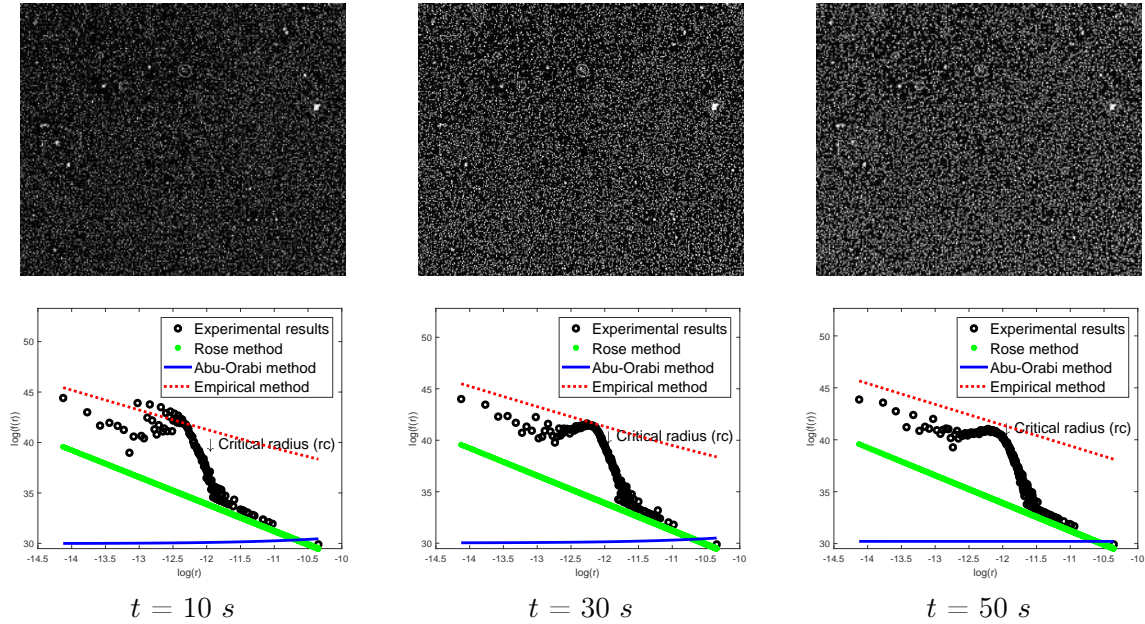 50
45
40
35
30
log(f(r))
Experimental results
Rose method
Abu-Orabi method
Empirical method
↓ Critical radius (rc)
-14.5 -14 -13.5 -13 -12.5 -12 -11.5 -11 -10.5 -10
log(r)
50
45
40
35
30
log(f(r))
Experimental results
Rose method
Abu-Orabi method
Empirical method
↓ Critical radius (rc)
-14.5 -14 -13.5 -13 -12.5 -12 -11.5 -11 -10.5 -10
log(r)
50
45
40
35
30
log(f(r))
Experimental results
Rose method
Abu-Orabi method
Empirical method
↓ Critical radius (rc)
-14.5 -14 -13.5 -13 -12.5 -12 -11.5 -11 -10.5 -10
log(r)
t = 10 s
t = 30 s
t = 50 s